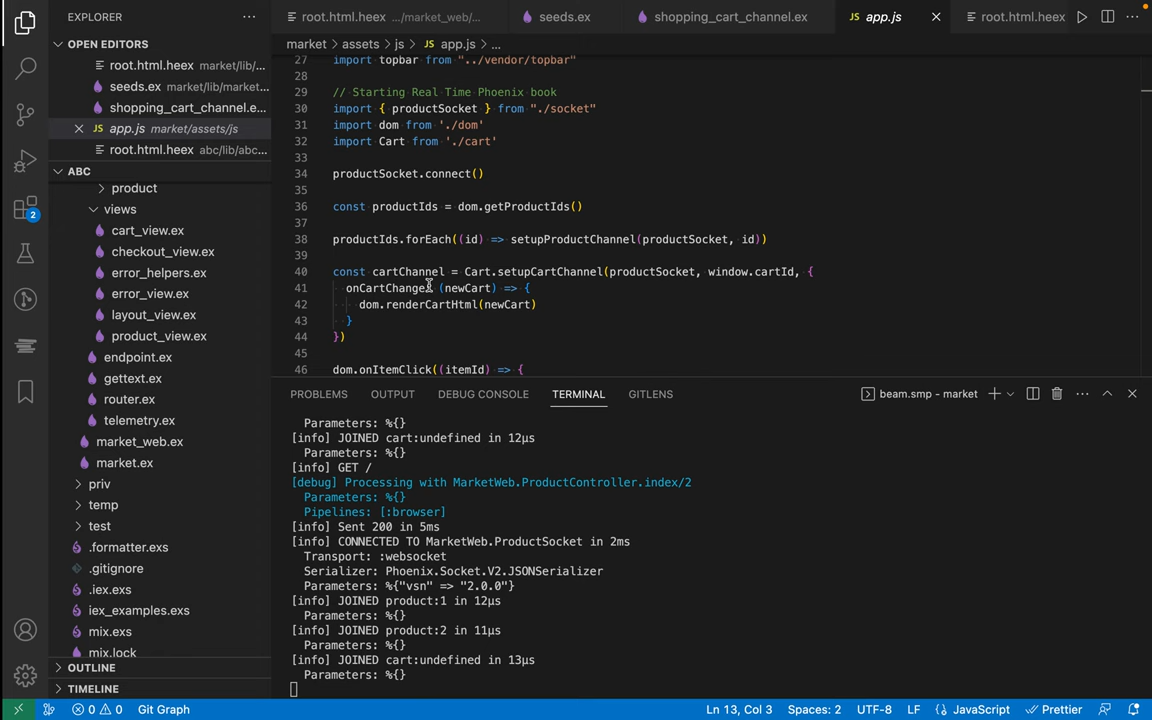 EXPLORER
OPEN EDITORS
root.html.heex market/lib/...
seeds.ex market/lib/market...
shopping_cart_channel.e...
JS app.js market/assets/js
root.html.heex abc/lib/abc...
ABC
product
views
cart_view.ex
checkout_view.ex
error_helpers.ex
error_view.ex
layout_view.ex
product_view.ex
endpoint.ex
gettext.ex
router.ex
telemetry.ex
market_web.ex
market.ex
priv
temp
test
.formatter.exs
.gitignore
.iex.exs
iex_examples.exs
mix.exs
mix.lock
OUTLINE
TIMELINE
2
root.html.heex .../market_web/...
seeds.ex
shopping_cart_channel.ex
JS app.js
root.html.heex
market > assets > js > JS app.js > ...
27 import topbar from "../vendor/topbar"
28
29 // Starting Real Time Phoenix book
30 import { productSocket } from "./socket"
31 import dom from './dom'
32 import Cart from './cart'
33
34 productSocket.connect()
35
36 const productIds = dom.getProductIds()
37
38 productIds.forEach((id) => setupProductChannel(productSocket, id))
39
40 const cartChannel = Cart.setupCartChannel(productSocket, window.cartId, {
41 onCartChange: (newCart) => {
42 dom.renderCartHtml(newCart)
43 }
44 })
45
46 dom.onItemClick((itemId) => {
PROBLEMS OUTPUT DEBUG CONSOLE TERMINAL GITLENS
beam.smp - market
Parameters: %{}
[info] JOINED cart:undefined in 12µs
Parameters: %{}
[info] GET /
[debug] Processing with MarketWeb.ProductController.index/2
Parameters: %{}
Pipelines: [:browser]
[info] Sent 200 in 5ms
[info] CONNECTED TO MarketWeb.ProductSocket in 2ms
Transport: :websocket
Serializer: Phoenix.Socket.V2.JSONSerializer
Parameters: %{"vsn" => "2.0.0"}
[info] JOINED product:1 in 12µs
Parameters: %{}
[info] JOINED product:2 in 11µs
Parameters: %{}
[info] JOINED cart:undefined in 13µs
Parameters: %{}
0 0 Git Graph
Ln 13, Col 3 Spaces: 2 UTF-8 LF {} JavaScript Prettier